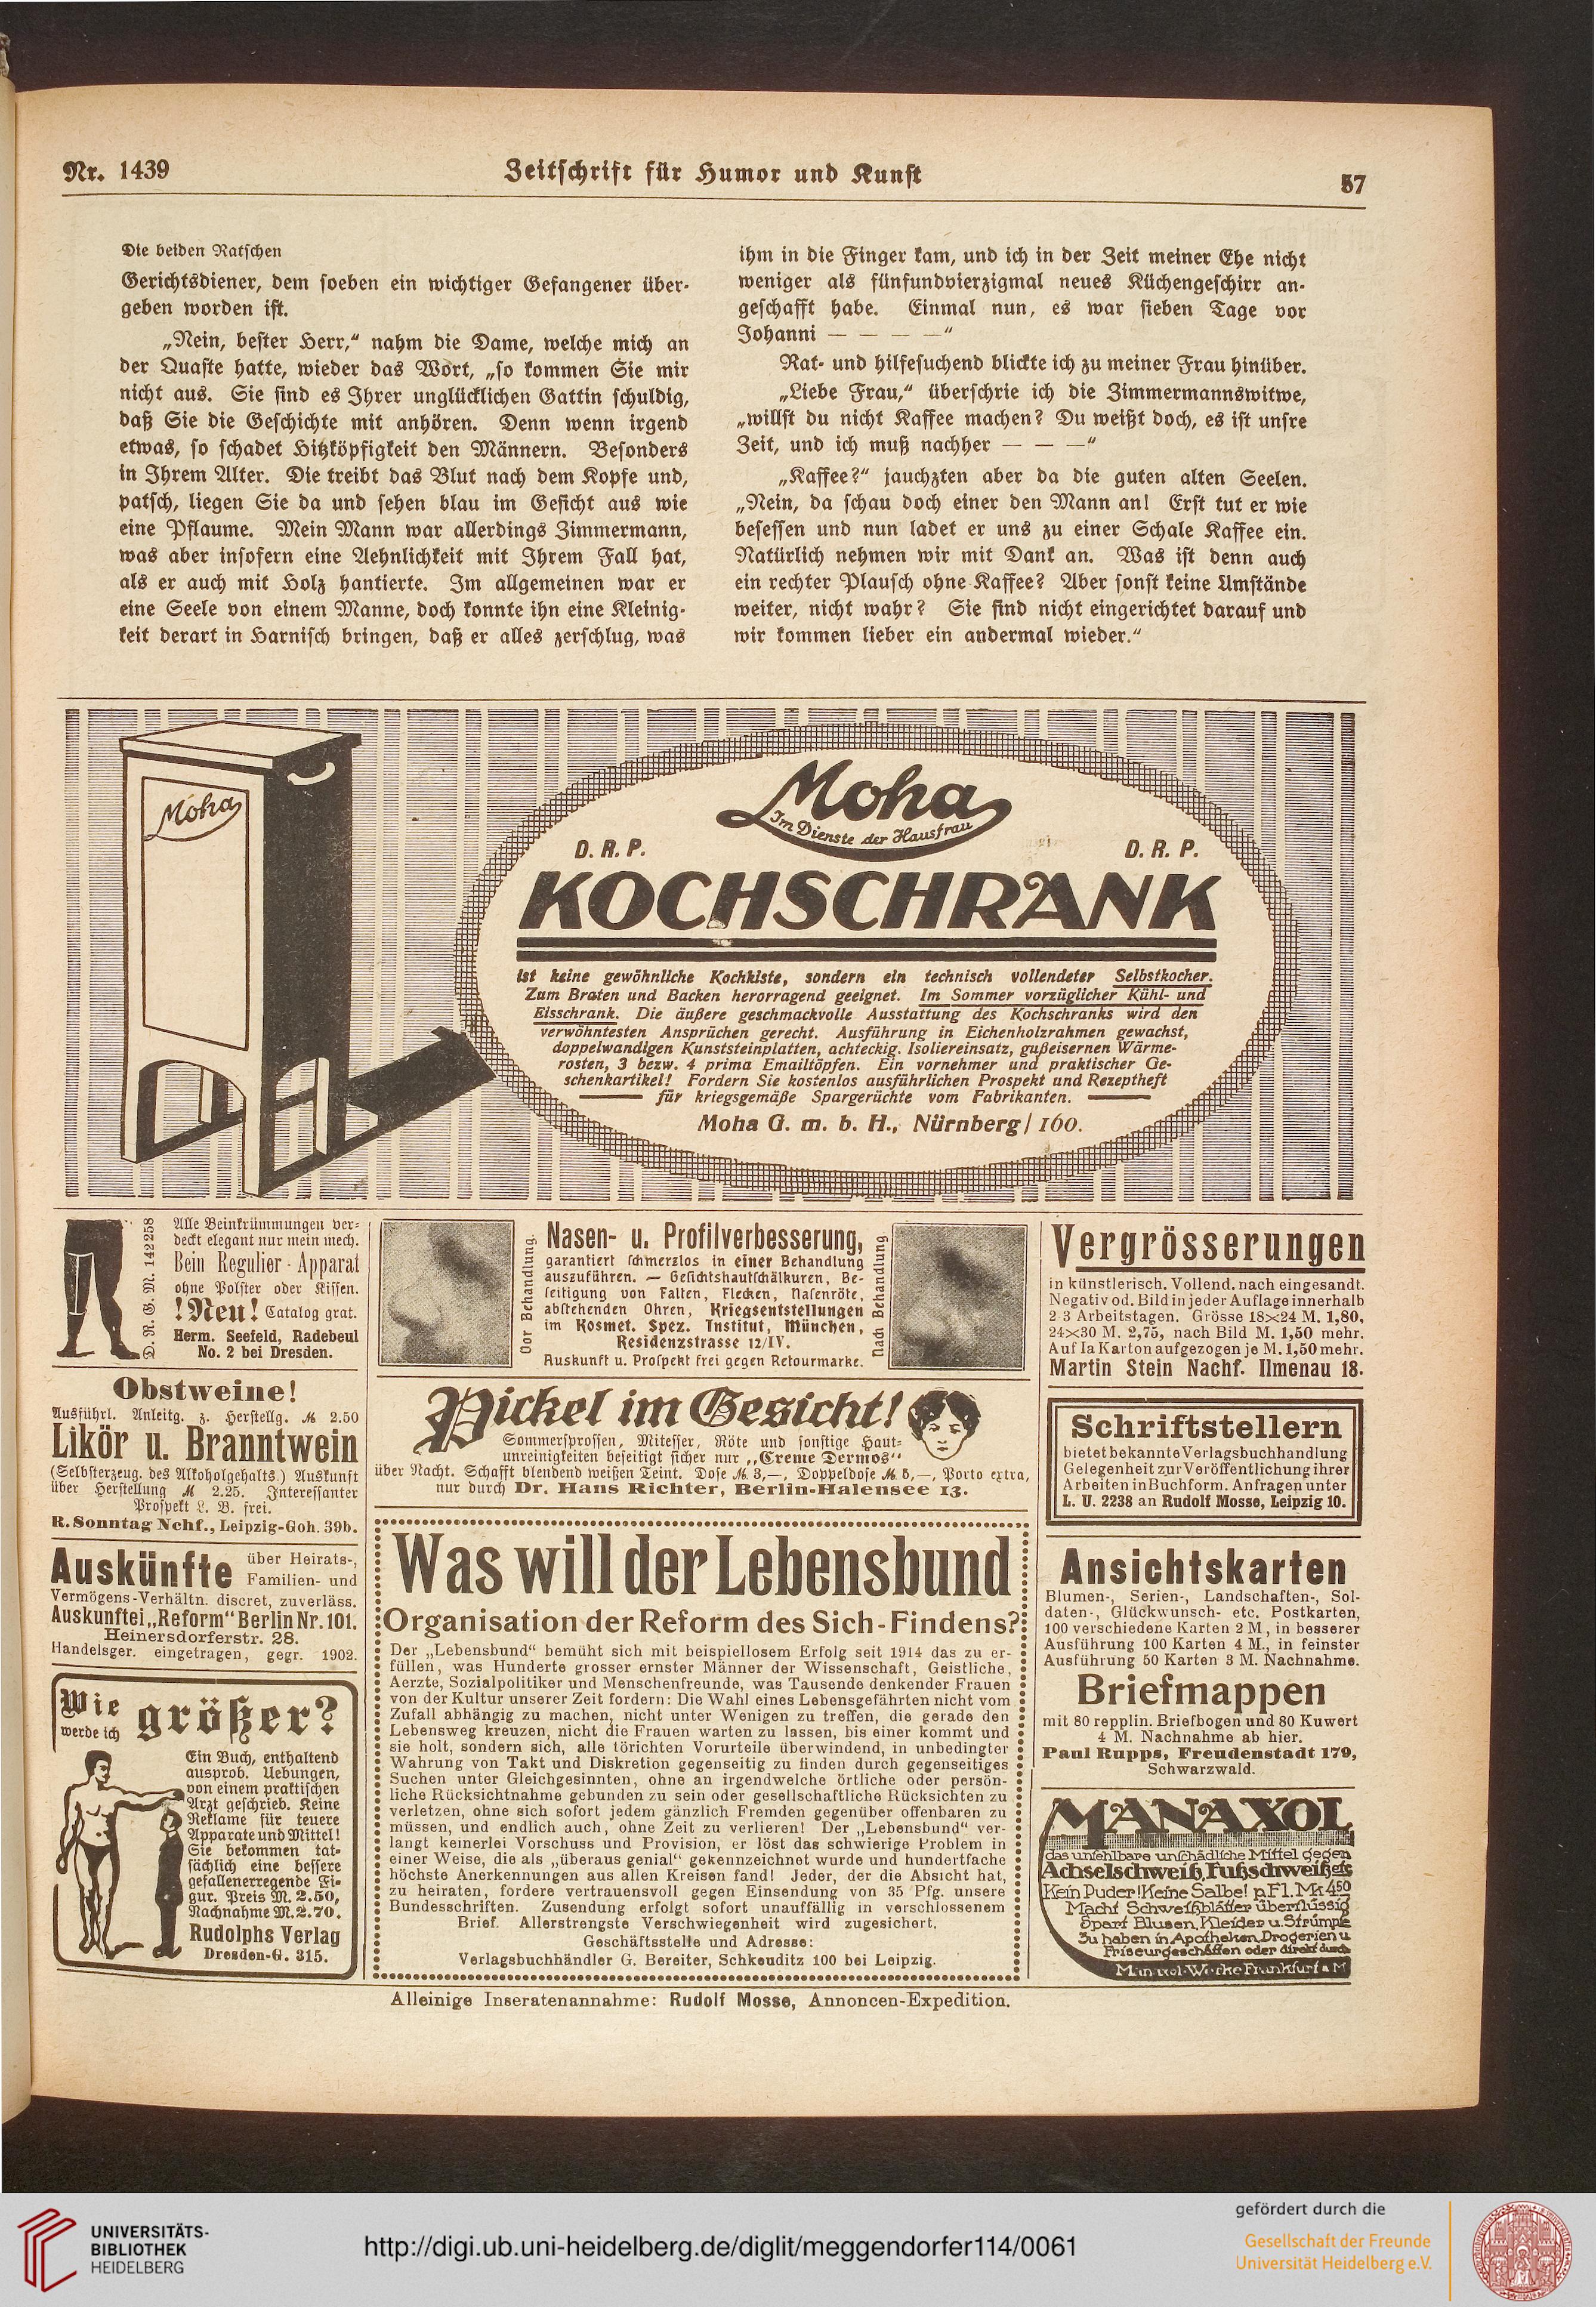 Nr. 1439
Zeitschrift für Humor und Kunst
57
Die beiden Ratschen
Gerichtsdiener, dem soeben ein wichtiger Gefangener über-
geben worden ist.
„Nein, bester Herr,“ nahm die Dame, welche mich an
der Quaste hatte, wieder das Wort, „so kommen Sie mir
nicht aus. Sie sind es Ihrer unglücklichen Gattin schuldig,
daß Sie die Geschichte mit anhören. Denn wenn irgend
etwas, so schadet Hitzköpfigkeit den Männern. Besonders
in Ihrem Alter. Die treibt das Blut nach dem Kopfe und,
patsch, liegen Sie da und sehen blau im Gesicht aus wie
eine Pflaume. Mein Mann war allerdings Zimmermann,
was aber insofern eine Aehnlichkeit mit Ihrem Fall hat,
als er auch mit Holz hantierte. Im allgemeinen war er
eine Seele von einem Manne, doch konnte ihn eine Kleinig-
keit derart in Harnisch bringen, daß er alles zerschlug, was
ihm in die Finger kam, und ich in der Zeit meiner Ehe nicht
weniger als fünfundvierzigmal neues Küchengeschirr an-
geschafft habe. Einmal nun, es war sieben Tage vor
Johanni — — — —“
Rat- und hilfesuchend blickte ich zu meiner Frau hinüber.
„Liebe Frau,“ überschrie ich die Zimmermannswitwe,
„willst du nicht Kaffee machen? Du weißt doch, es ist unsre
Zeit, und ich muß nachher — — —“
„Kaffee?“ jauchzten aber da die guten alten Seelen.
„Nein, da schau doch einer den Mann an! Erst tut er wie
besessen und nun ladet er uns zu einer Schale Kaffee ein.
Natürlich nehmen wir mit Dank an. Was ist denn auch
ein rechter Plausch ohne Kaffee? Aber sonst keine Umstände
weiter, nicht wahr? Sie sind nicht eingerichtet darauf und
wir kommen lieber ein andermal wieder.“
Moha
Moha
Im Dienste der Hausfrau
D. R. P.
D. R. P.
KOCHSCHRANK
ist keine gewöhnliche Kochkiste, sondern ein technisch vollendeter Selbstkocher.
Zum Braten und Backen herorragend geeignet. Im Sommer vorzüglicher Kühl- und
Eisschrank. Die äußere geschmackvolle Ausstattung des Kochschranks wird den
verwöhntesten Ansprüchen gerecht. Ausführung in Eichenholzrahmen gewachst,
doppelwandigen Kunststeinplatten, achteckig. Isoliereinsatz, gußeisernen Wärme-
rosten, 3 bezw. 4 prima Emailtöpfen. Ein vornehmer und praktischer Ge-
schenkartikel! Fordern Sie kostenlos ausführlichen Prospekt und Rezeptheft
für kriegsgemäße Spargerüchte vom Fabrikanten.
Moha G. m. b. H., Nürnberg / 160.
D. R. G. M. 142258
Alle Beinkrümmungen ver-
deckt elegant nur mein mech.
Bein Regulier-Apparat
ohne Polster oder Kissen.
!Neu! Catalog grat.
Herm. Seefeld, Radebeul
No. 2 bei Dresden.
Obstweine!
Ausführl. Anleitg. z. Herstellg. M 2.50
Likör u. Branntwein
(Selbsterzeug. des Alkoholgehalts.) Auskunft
über Herstellung M 2.25. Interessanter
Prospekt L. B. frei.
R. Sonntag Nchf., Leipzig-Goh. 39b.
Auskünfte über Heirats-,
Familien- und
Vermögens-Verhältn. discret, zuverläss.
Auskunftei „Reform“ Berlin Nr. 101.
Heinersdorferstr. 28.
Handelsger. eingetragen, gegr. 1902.
Wie
werde ich
größer?
Ein Buch, enthaltend
ausprob. Uebungen,
von einem praktischen
Arzt geschrieb. Keine
Reklame für teuere
Apparate und Mittel!
Sie bekommen tat-
sächlich eine bessere
gefallenerregende Fi-
gur. Preis M. 2.50,
Nachnahme M. 2.70.
Rudolphs Verlag
Dresden-G. 315.
Vor Behandlung.
Nasen- u. Profilverbesserung,
garantiert schmerzlos in einer Behandlung
auszuführen. — Gesichtshautschälkuren, Be-
seitigung von Falten, Flecken, Nasenröte,
abstehenden Ohren, Kriegsentstellungen
im Kosmet. Spez. Institut, München,
Residenzstrasse 12/IV.
Auskunft u. Prospekt frei gegen Retourmarke.
Nach Behandlung
Pickel im Gesicht!
Sommersprossen, Mitesser, Röte und sonstige Haut-
unreinigkeiten beseitigt sicher nur „Creme Dermos“
über Nacht. Schafft blendend weißen Teint. Dose M. 3,—, Doppeldose M. 5,—, Porto extra,
nur durch Dr. Hans Richter, Berlin-Halensee 13.
Was will der Lebensbund
Organisation der Reform des Sich-Findens?
Der „Lebensbund“ bemüht sich mit beispiellosem Erfolg seit 1914 das zu er-
füllen, was Hunderte grosser ernster Männer der Wissenschaft, Geistliche,
Aerzte, Sozialpolitiker und Menschenfreunde, was Tausende denkender Frauen
von der Kultur unserer Zeit fordern: Die Wahl eines Lebensgefährten nicht vom
Zufall abhängig zu machen, nicht unter Wenigen zu treffen, die gerade den
Lebensweg kreuzen, nicht die Frauen warten zu lassen, bis einer kommt und
sie holt, sondern sich, alle törichten Vorurteile überwindend, in unbedingter
Wahrung von Takt und Diskretion gegenseitig zu finden durch gegenseitiges
Suchen unter Gleichgesinnten, ohne an irgendwelche örtliche oder persön-
liche Rücksichtnahme gebunden zu sein oder gesellschaftliche Rücksichten zu
verletzen, ohne sich sofort jedem gänzlich Fremden gegenüber offenbaren zu
müssen, und endlich auch, ohne Zeit zu verlieren! Der „Lebensbund“ ver-
langt keinerlei Vorschuss und Provision, er löst das schwierige Problem in
einer Weise, die als „überaus genial“ gekennzeichnet wurde und hundertfache
höchste Anerkennungen aus allen Kreisen fand! Jeder, der die Absicht hat,
zu heiraten, fordere vertrauensvoll gegen Einsendung von 35 Pfg. unsere
Bundesschriften. Zusendung erfolgt sofort unauffällig in verschlossenem
Brief. Allerstrengste Verschwiegenheit wird zugesichert.
Geschäftsstelle und Adresse:
Verlagsbuchhändler G. Bereiter, Schkeuditz 100 bei Leipzig.
Vergrösserungen
in künstlerisch. Vollend. nach eingesandt.
Negativ od. Bild in jeder Auflage innerhalb
2-3 Arbeitstagen. Grösse 18×24 M. 1,80,
24×30 M. 2,75, nach Bild M. 1,50 mehr.
Auf Ia Karton aufgezogen je M. 1,50 mehr.
Martin Stein Nachf. Ilmenau 18.
Schriftstellern
bietet bekannte Verlagsbuchhandlung
Gelegenheit zur Veröffentlichung ihrer
Arbeiten in Buchform. Anfragen unter
L. U. 2238 an Rudolf Mosse, Leipzig 10.
Ansichtskarten
Blumen-, Serien-, Landschaften-, Sol-
daten-, Glückwunsch- etc. Postkarten,
100 verschiedene Karten 2 M, in besserer
Ausführung 100 Karten 4 M., in feinster
Ausführung 50 Karten 3 M. Nachnahme.
Briefmappen
mit 80 repplin. Briefbogen und 80 Kuwert
4 M. Nachnahme ab hier.
Paul Rupps, Freudenstadt 179,
Schwarzwald.
MANAXOL
das unfehlbare unschädliche Mittel gegen
Achselschweiß, Fußschweiß etc
Kein Puder! Keine Salbe! p. Fl. Mk 4.50
Macht Schweißblätter überflüssig
Spart Blusen, Kleider u. Strümpfe
Zu haben in Apotheken, Drogerien u.
Friseurgeschäften oder direkt durch
Manaxol-Werke Frankfurt a M
Alleinige Inseratenannahme: Rudolf Mosse, Annoncen-Expedition.
UNIVERSITÄTS-
BIBLIOTHEK
HEIDELBERG
http://digi.ub.uni-heidelberg.de/diglit/meggendorfer114/0061
gefördert durch die
Gesellschaft der Freunde
Universität Heidelberg e.V.